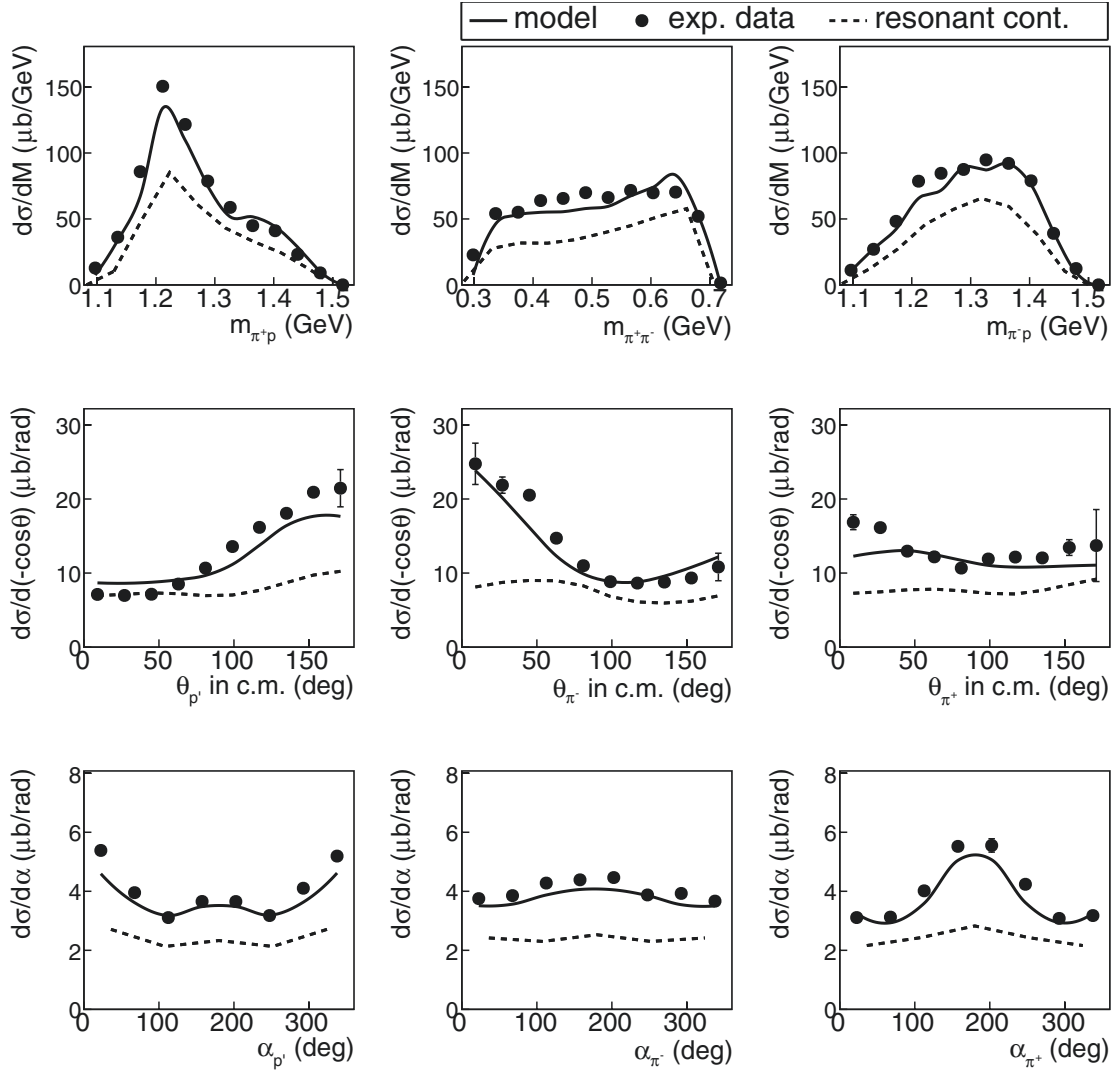 model exp. data resonant cont.
dσ/dM (μb/GeV)
150
100
50
0
1.1 1.2 1.3 1.4 1.5
m_{π⁺p} (GeV)
dσ/dM (μb/GeV)
150
100
50
0
0.3 0.4 0.5 0.6 0.7
m_{π⁺π⁻} (GeV)
dσ/dM (μb/GeV)
150
100
50
0
1.1 1.2 1.3 1.4 1.5
m_{π⁻p} (GeV)
dσ/d(-cosθ) (μb/rad)
30
20
10
0
0 50 100 150
θ_{p'} in c.m. (deg)
dσ/d(-cosθ) (μb/rad)
30
20
10
0
0 50 100 150
θ_{π⁻} in c.m. (deg)
dσ/d(-cosθ) (μb/rad)
30
20
10
0
0 50 100 150
θ_{π⁺} in c.m. (deg)
dσ/dα (μb/rad)
8
6
4
2
0
0 100 200 300
α_{p'} (deg)
dσ/dα (μb/rad)
8
6
4
2
0
0 100 200 300
α_{π⁻} (deg)
dσ/dα (μb/rad)
8
6
4
2
0
0 100 200 300
α_{π⁺} (deg)